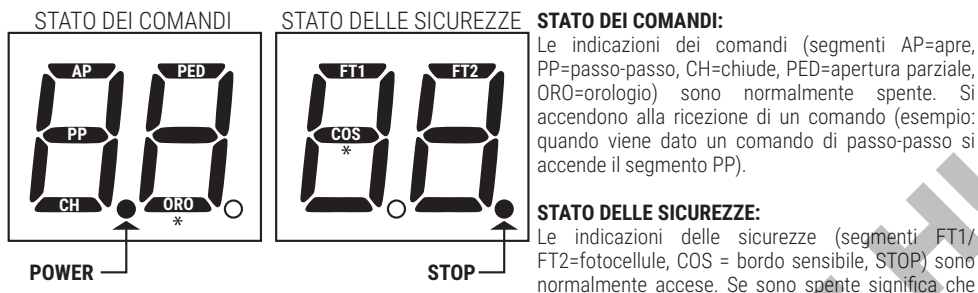 STATO DEI COMANDI
AP
PED
PP
CH
ORO
*
POWER
STATO DELLE SICUREZZE
FT1
FT2
COS
*
STOP
STATO DEI COMANDI:
Le indicazioni dei comandi (segmenti AP=apre,
PP=passo-passo, CH=chiude, PED=apertura parziale,
ORO=orologio) sono normalmente spente. Si
accendono alla ricezione di un comando (esempio:
quando viene dato un comando di passo-passo si
accende il segmento PP).
STATO DELLE SICUREZZE:
Le indicazioni delle sicurezze (segmenti FT1/
FT2=fotocellule, COS = bordo sensibile, STOP) sono
normalmente accese. Se sono spente significa che